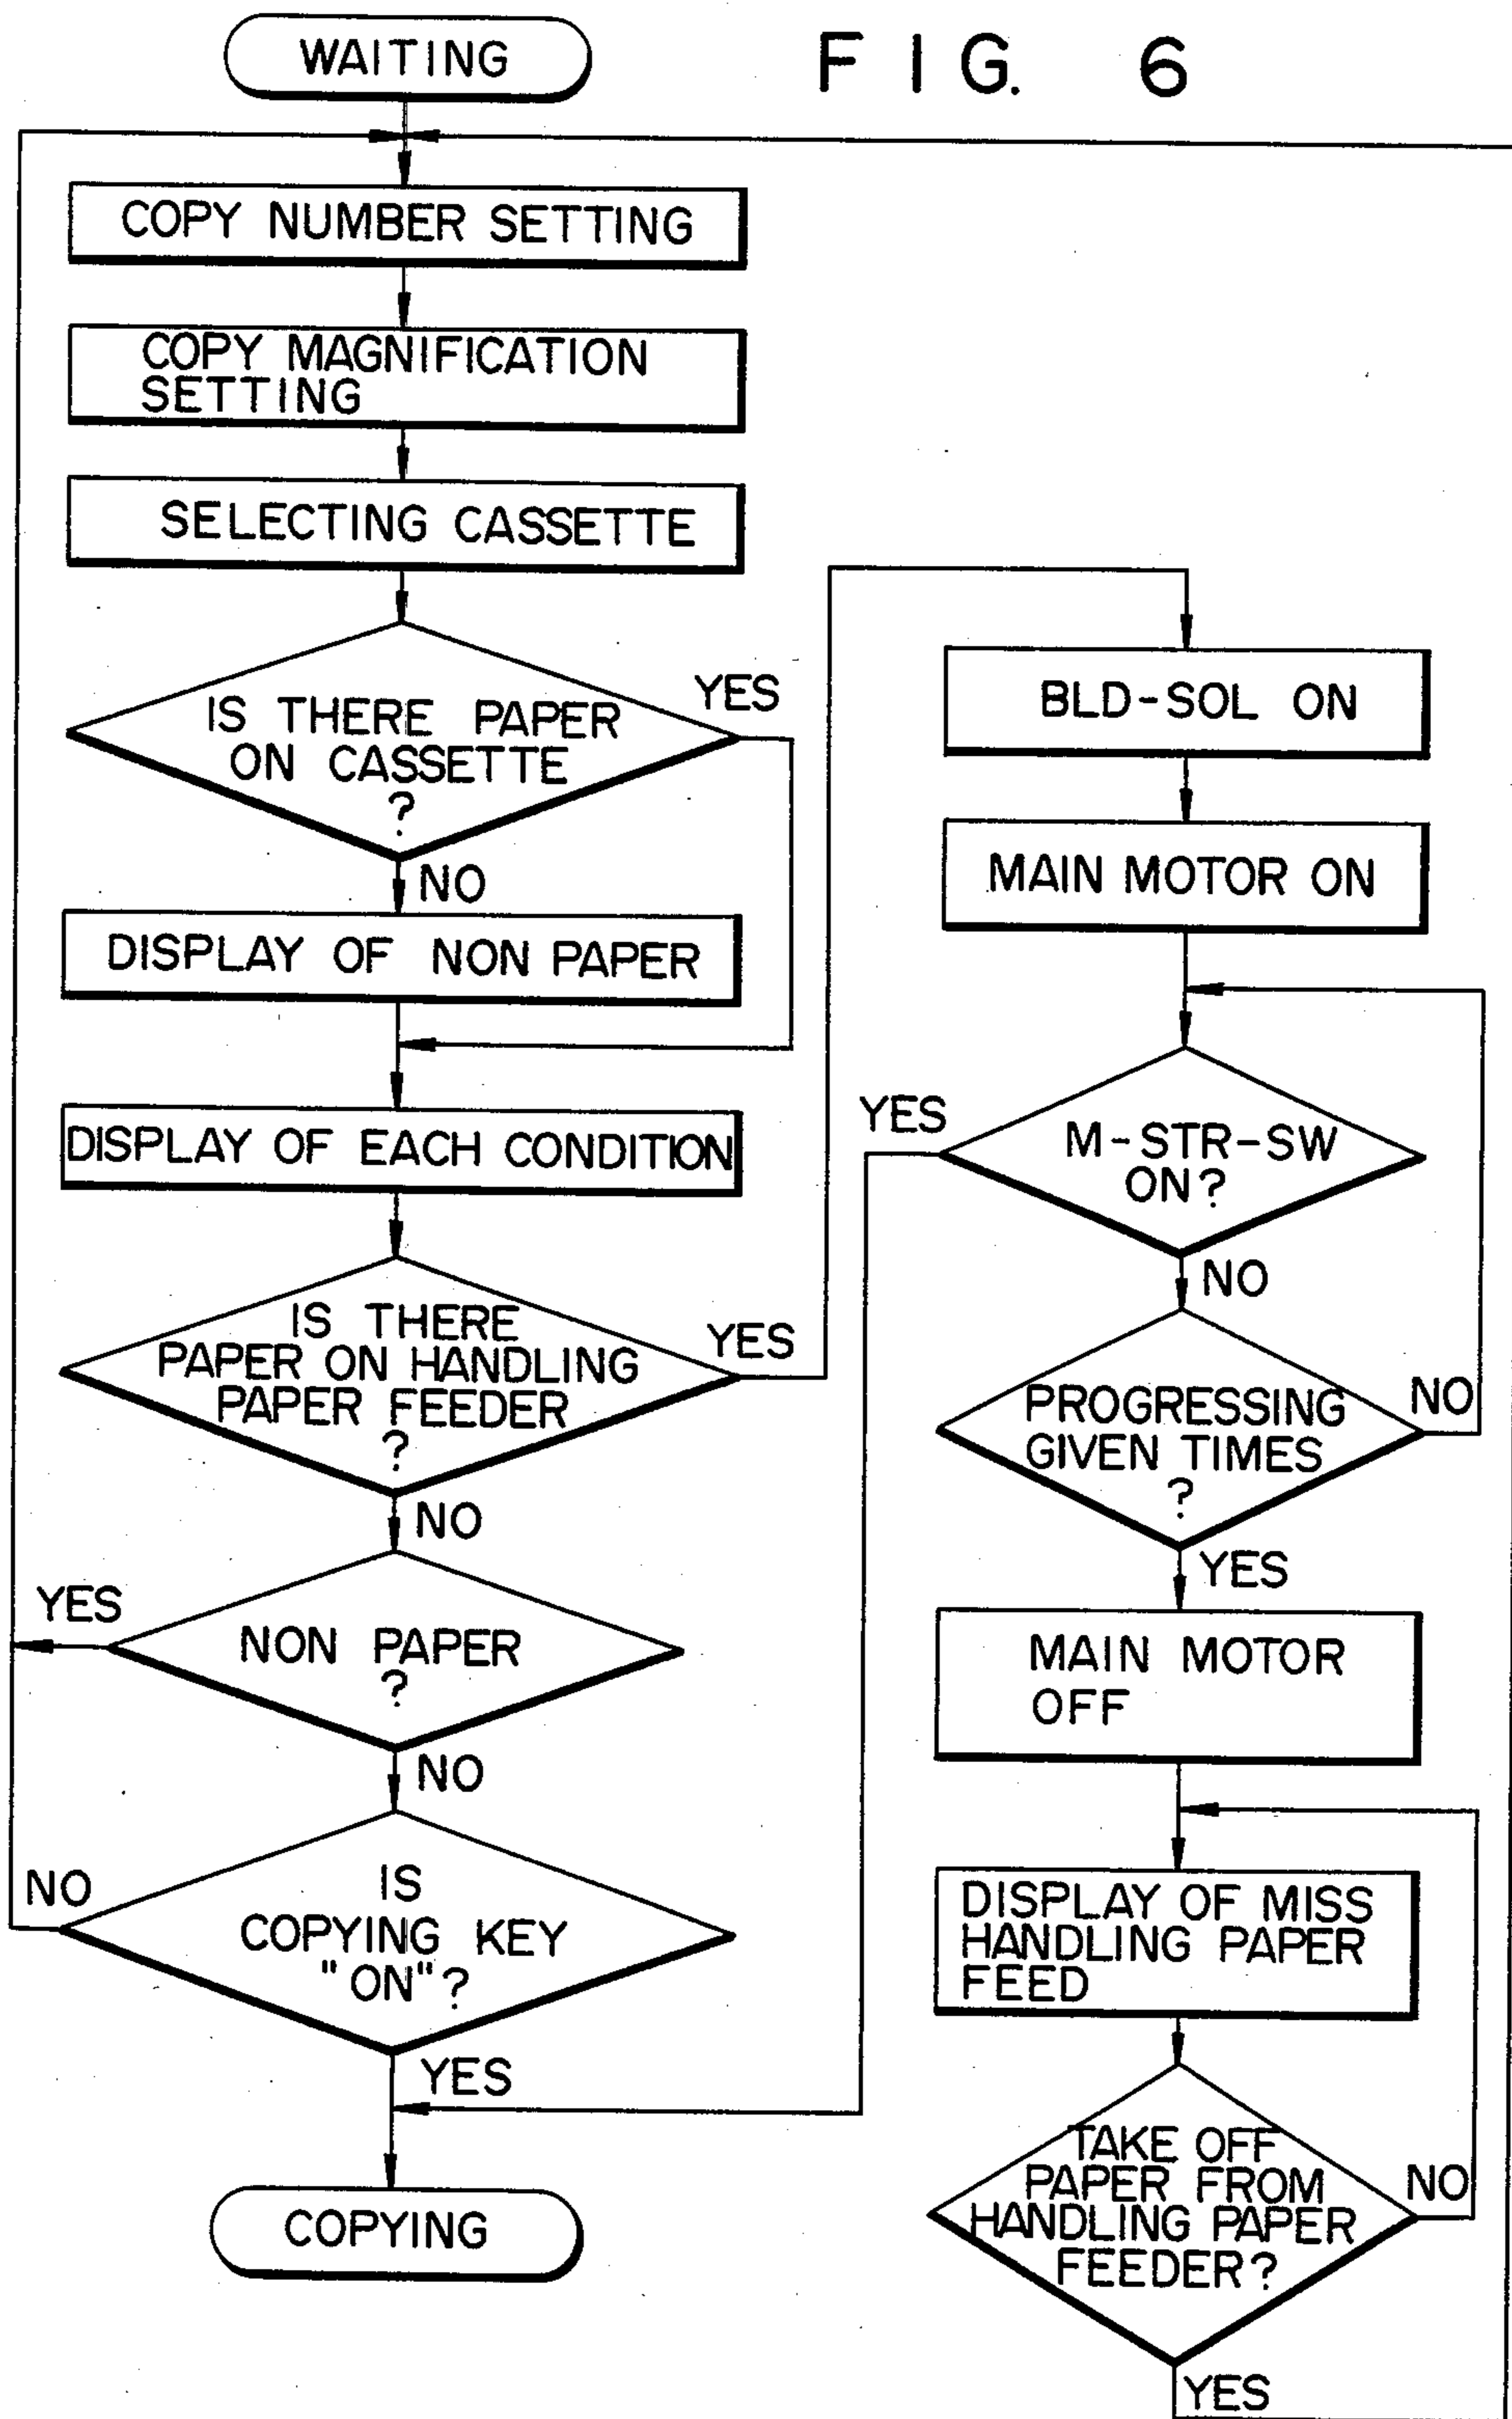 FIG. 6
WAITING
COPY NUMBER SETTING
COPY MAGNIFICATION
SETTING
SELECTING CASSETTE
IS THERE PAPER
ON CASSETTE
?
YES
NO
DISPLAY OF NON PAPER
DISPLAY OF EACH CONDITION
IS THERE
PAPER ON HANDLING
PAPER FEEDER
?
YES
NO
YES
NON PAPER
?
NO
NO
IS
COPYING KEY
"ON"?
YES
COPYING
BLD-SOL ON
MAIN MOTOR ON
YES
M-STR-SW
ON?
NO
PROGRESSING
GIVEN TIMES
?
NO
YES
MAIN MOTOR
OFF
DISPLAY OF MISS
HANDLING PAPER
FEED
TAKE OFF
PAPER FROM
HANDLING PAPER
FEEDER?
NO
YES